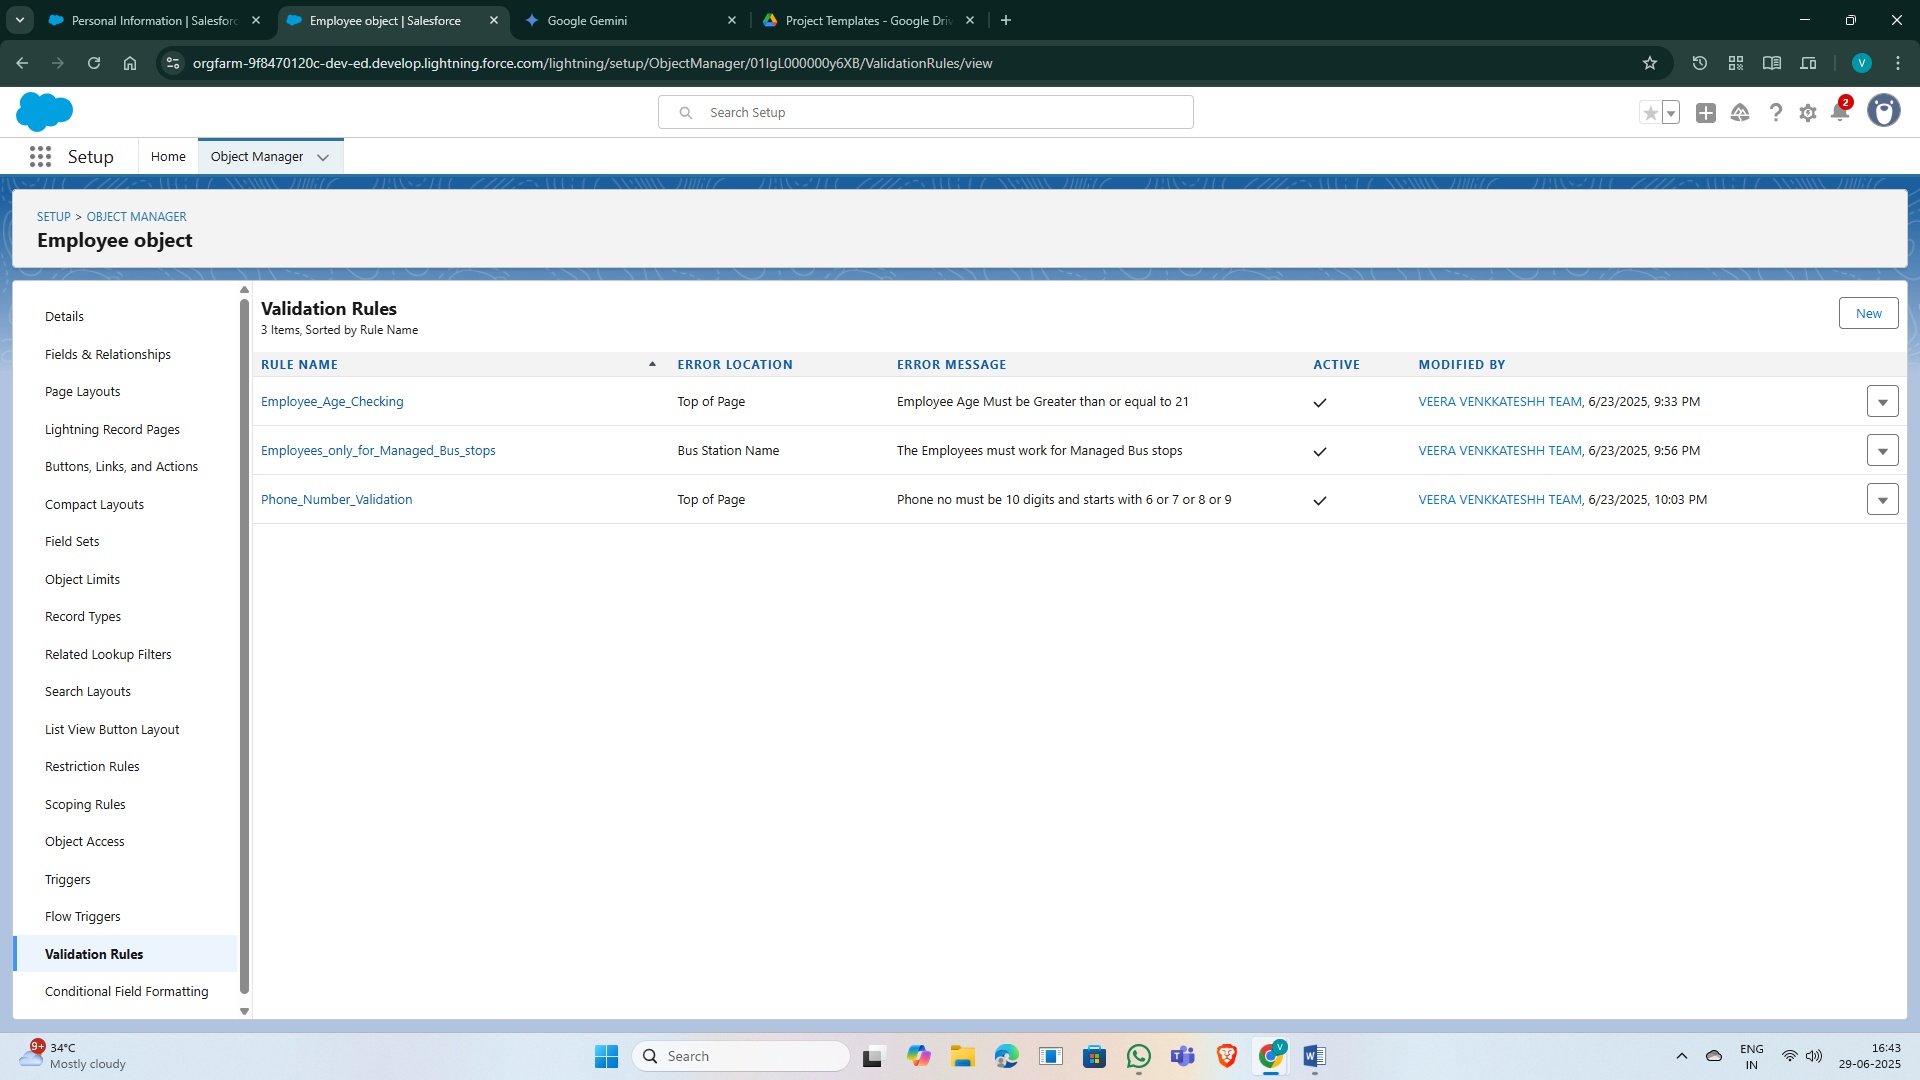 Personal Information | Salesforc
Employee object | Salesforce
Google Gemini
Project Templates - Google Driv
orgfarm-9f8470120c-dev-ed.develop.lightning.force.com/lightning/setup/ObjectManager/01IgL000000y6XB/ValidationRules/view
V
Search Setup
2
Setup
Home
Object Manager
SETUP > OBJECT MANAGER
Employee object
Details
Fields & Relationships
Page Layouts
Lightning Record Pages
Buttons, Links, and Actions
Compact Layouts
Field Sets
Object Limits
Record Types
Related Lookup Filters
Search Layouts
List View Button Layout
Restriction Rules
Scoping Rules
Object Access
Triggers
Flow Triggers
Validation Rules
Conditional Field Formatting
Validation Rules
3 Items, Sorted by Rule Name
New
RULE NAME ERROR LOCATION ERROR MESSAGE ACTIVE MODIFIED BY
Employee_Age_Checking Top of Page Employee Age Must be Greater than or equal to 21 VEERA VENKKATESHH TEAM, 6/23/2025, 9:33 PM
Employees_only_for_Managed_Bus_stops Bus Station Name The Employees must work for Managed Bus stops VEERA VENKKATESHH TEAM, 6/23/2025, 9:56 PM
Phone_Number_Validation Top of Page Phone no must be 10 digits and starts with 6 or 7 or 8 or 9 VEERA VENKKATESHH TEAM, 6/23/2025, 10:03 PM
9+
34°C
Mostly cloudy
Search
V
ENG
IN
16:43
29-06-2025